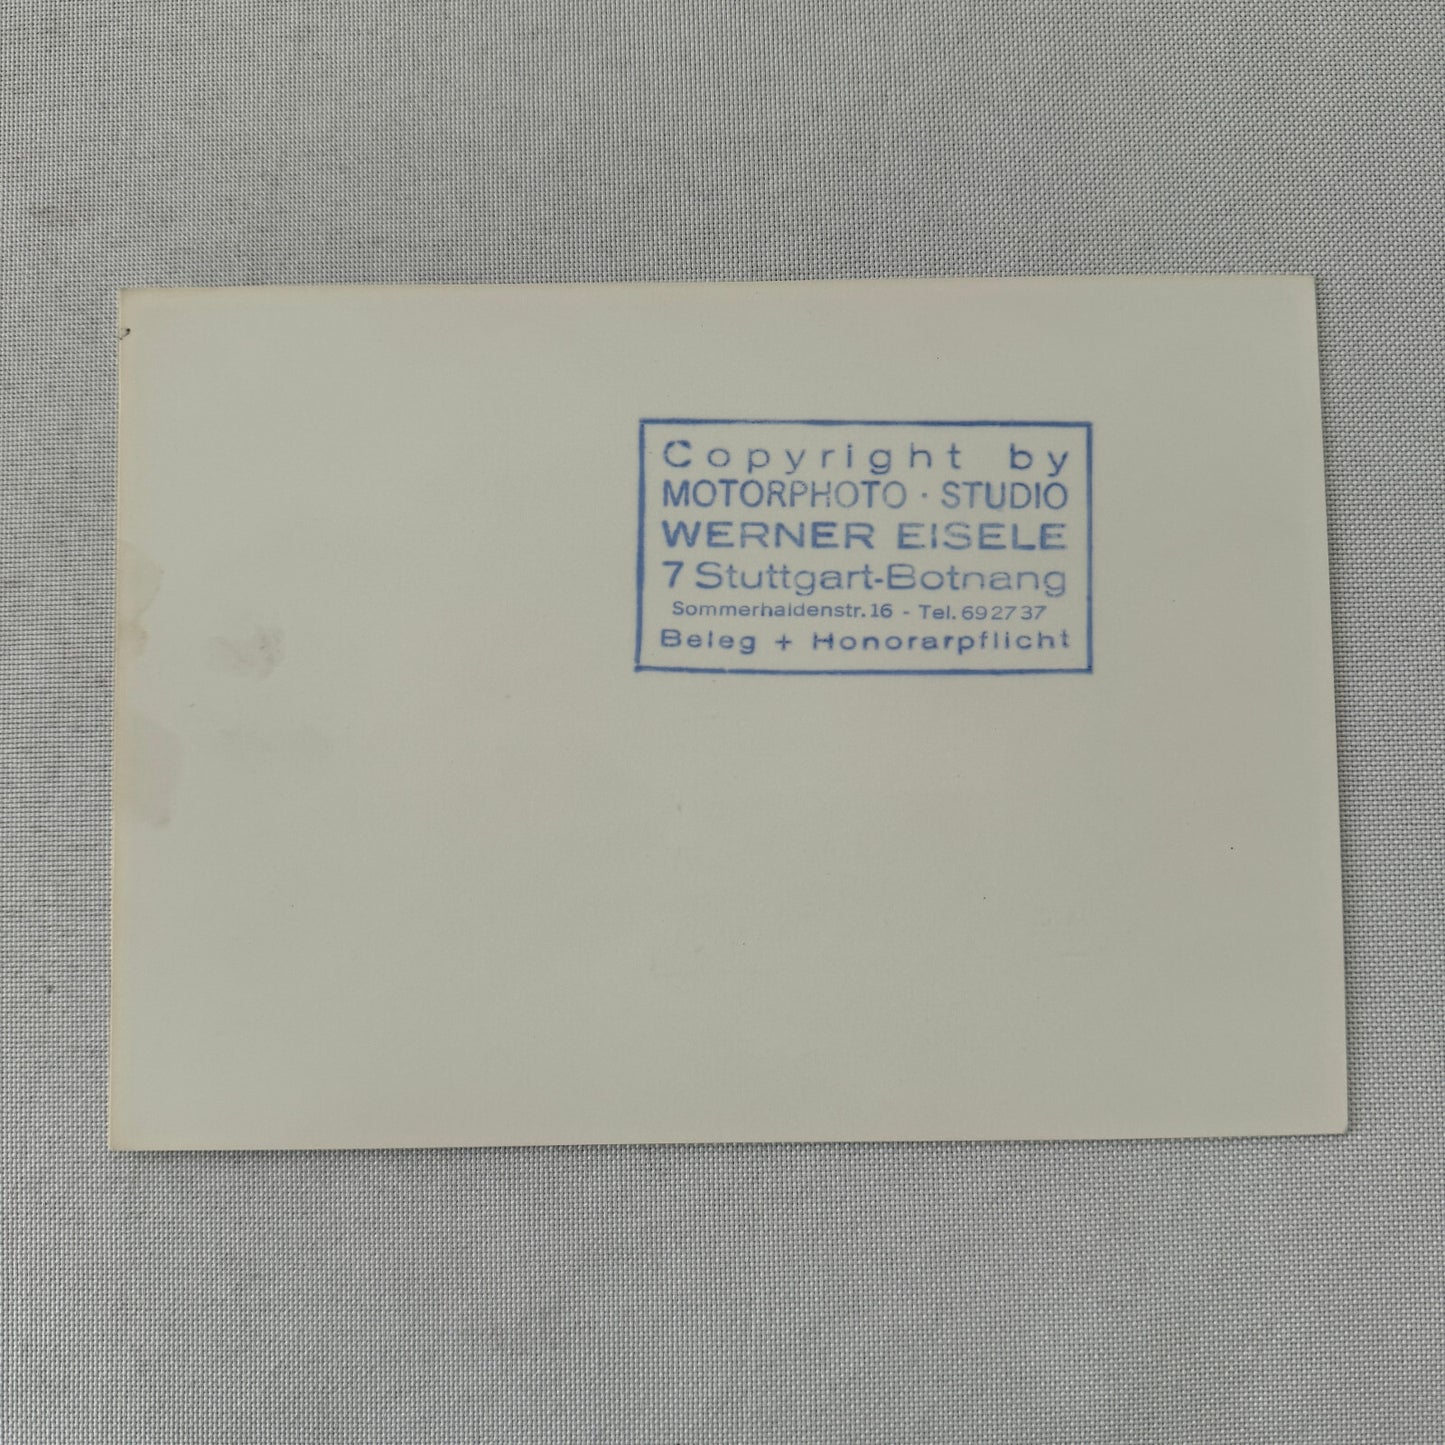 Copyright by
MOTORPHOTO · STUDIO
WERNER EISELE
7 Stuttgart-Botnang
Sommerhaldenstr. 16 - Tel. 692737
Beleg + Honorarpflicht